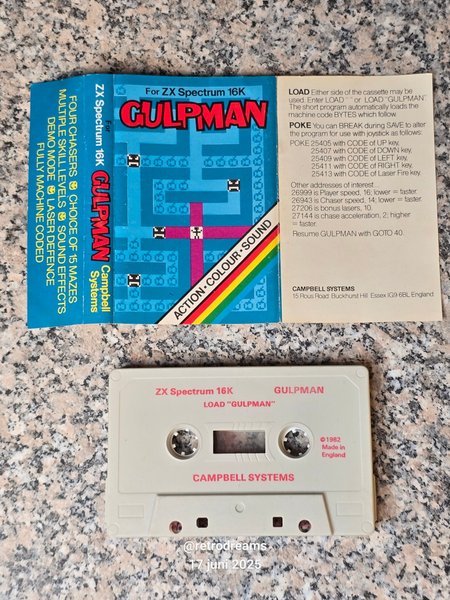 FOUR CHASERS CHOICE OF 15 MAZES
MULTIPLE SKILL LEVELS SOUND EFFECTS
DEMO MODE LASER DEFENCE
FULLY MACHINE CODED
For
ZX Spectrum 16K
GULPMAN
Campbell
Systems
For ZX Spectrum 16K
GULPMAN
ACTION·COLOUR·SOUND
LOAD Either side of the cassette may be
used. Enter LOAD "" or LOAD "GULPMAN"
The short program automatically loads the
machine code BYTES which follow.
POKE You can BREAK during SAVE to alter
the program for use with joystick as follows:
POKE 25405 with CODE of UP key,
25407 with CODE of DOWN key,
25409 with CODE of LEFT key,
25411 with CODE of RIGHT key,
25413 with CODE of Laser Fire key,
Other addresses of interest...
26999 is Player speed, 16; lower = faster.
26943 is Chaser speed, 14; lower = faster.
27206 is bonus lasers, 10.
27144 is chase acceleration, 2; higher
= faster.
Resume GULPMAN with GOTO 40.
CAMPBELL SYSTEMS
15 Rous Road Buckhurst Hill Essex IG9 6BL England
ZX Spectrum 16K GULPMAN
LOAD "GULPMAN"
©1982
Made in
England
CAMPBELL SYSTEMS
@retrodreams
17 juni 2025